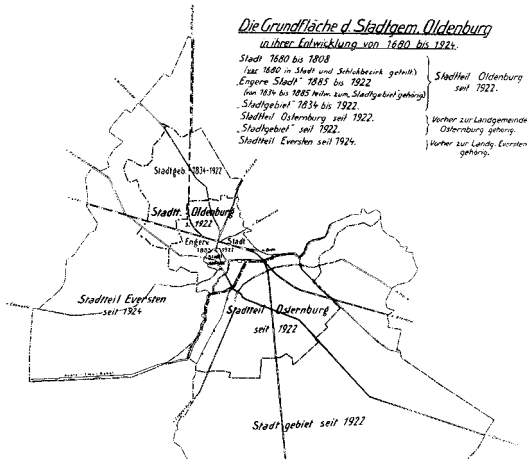 Die Grundfläche d. Stadtgem. Oldenburg
in ihrer Entwicklung von 1680 bis 1924.
Stadt 1680 bis 1808
(vor 1680 in Stadt und Schloßbezirk geteilt)
„Engere Stadt" 1885 bis 1922
(von 1834 bis 1885 teilw. zum „Stadtgebiet" gehörig)
„Stadtgebiet" 1834 bis 1922.
Stadtteil Osternburg seit 1922.
„Stadtgebiet" seit 1922.
Stadtteil Eversten seit 1924.
Stadtteil Oldenburg
seit 1922.
Vorher zur Landgemeinde
Osternburg gehörig.
Vorher zur Landg. Eversten
gehörig.
Stadtgeb. 1834-1922
Stadtt. Oldenburg
s. 1922
Engere Stadt
1885 1922
Stadtteil Eversten
seit 1924
Stadtteil Osternburg
seit 1922
Stadtgebiet seit 1922